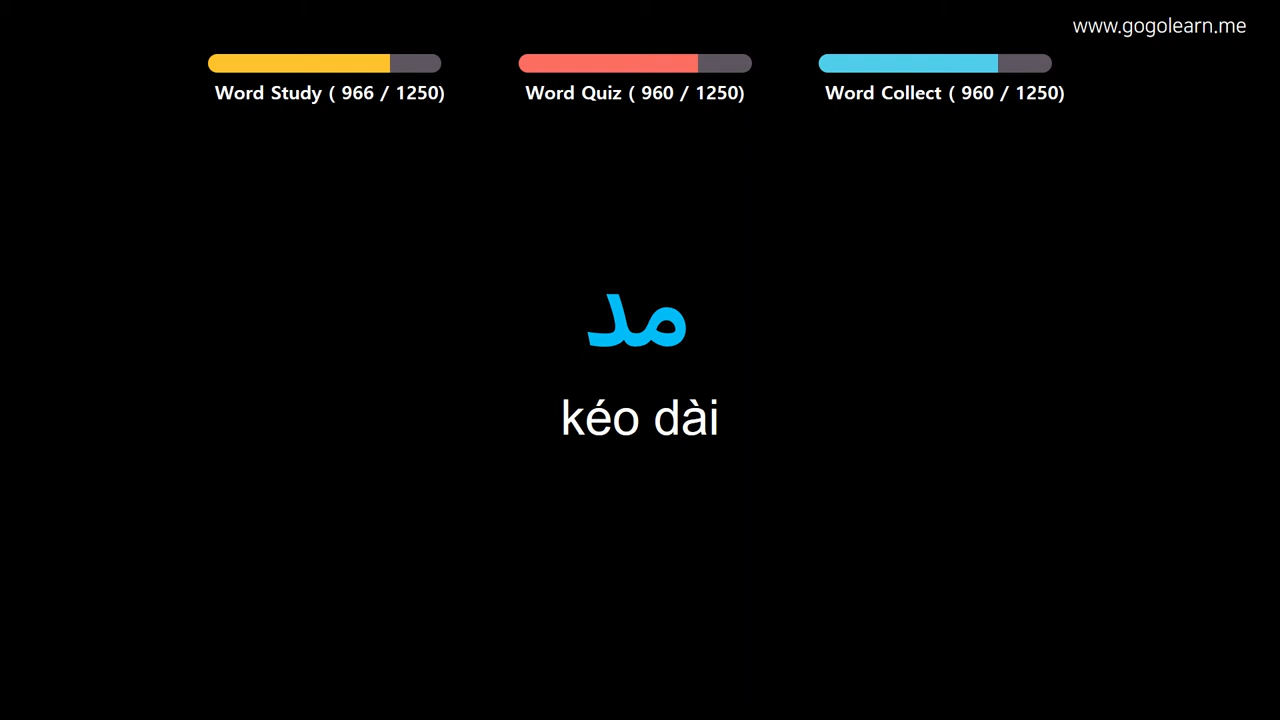 www.gogolearn.me
Word Study ( 966 / 1250)
Word Quiz ( 960 / 1250)
Word Collect ( 960 / 1250)
مد
kéo dài